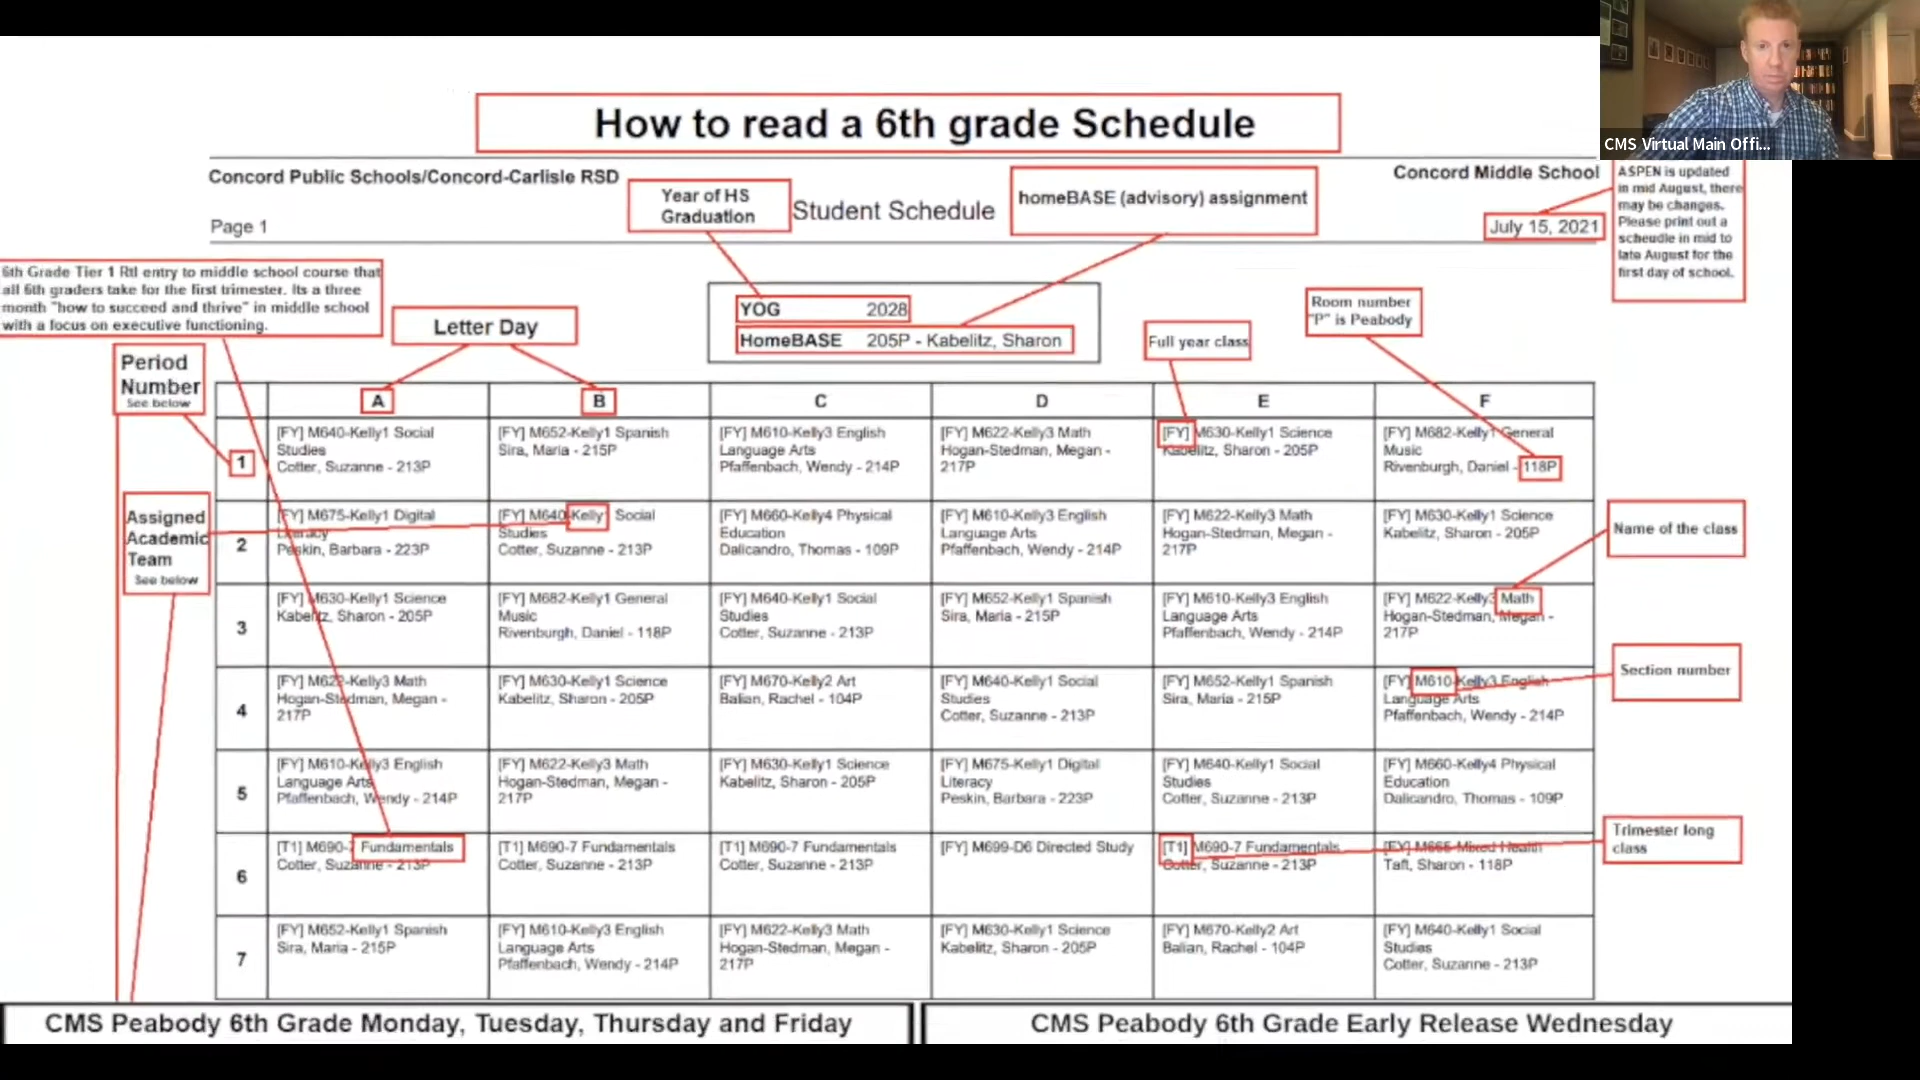 How to read a 6th grade Schedule
CMS Virtual Main Offi...
Concord Public Schools/Concord-Carlisle RSD
Concord Middle School
Year of HS
Graduation
Student Schedule
homeBASE (advisory) assignment
Page 1
July 15, 2021
ASPEN is updated
in mid August, there
may be changes.
Please print out a
scheudle in mid to
late August for the
first day of school.
6th Grade Tier 1 RtI entry to middle school course that
all 6th graders take for the first trimester. Its a three
month "how to succeed and thrive" in middle school
with a focus on executive functioning.
Letter Day
YOG 2028
HomeBASE 205P - Kabelitz, Sharon
Full year class
Room number
"P" is Peabody
Period
Number
See below
A B C D E F
1
[FY] M640-Kelly1 Social
Studies
Cotter, Suzanne - 213P
[FY] M652-Kelly1 Spanish
Sira, Maria - 215P
[FY] M610-Kelly3 English
Language Arts
Pfaffenbach, Wendy - 214P
[FY] M622-Kelly3 Math
Hogan-Stedman, Megan -
217P
[FY] M630-Kelly1 Science
Kabelitz, Sharon - 205P
[FY] M682-Kelly1 General
Music
Rivenburgh, Daniel - 118P
Assigned
Academic
Team
See below
2
[FY] M675-Kelly1 Digital
Literacy
Peskin, Barbara - 223P
[FY] M640-Kelly1 Social
Studies
Cotter, Suzanne - 213P
[FY] M660-Kelly4 Physical
Education
Dalicandro, Thomas - 109P
[FY] M610-Kelly3 English
Language Arts
Pfaffenbach, Wendy - 214P
[FY] M622-Kelly3 Math
Hogan-Stedman, Megan -
217P
[FY] M630-Kelly1 Science
Kabelitz, Sharon - 205P
Name of the class
3
[FY] M630-Kelly1 Science
Kabelitz, Sharon - 205P
[FY] M682-Kelly1 General
Music
Rivenburgh, Daniel - 118P
[FY] M640-Kelly1 Social
Studies
Cotter, Suzanne - 213P
[FY] M652-Kelly1 Spanish
Sira, Maria - 215P
[FY] M610-Kelly3 English
Language Arts
Pfaffenbach, Wendy - 214P
[FY] M622-Kelly3 Math
Hogan-Stedman, Megan -
217P
Section number
4
[FY] M622-Kelly3 Math
Hogan-Stedman, Megan -
217P
[FY] M630-Kelly1 Science
Kabelitz, Sharon - 205P
[FY] M670-Kelly2 Art
Balian, Rachel - 104P
[FY] M640-Kelly1 Social
Studies
Cotter, Suzanne - 213P
[FY] M652-Kelly1 Spanish
Sira, Maria - 215P
[FY] M610-Kelly3 English
Language Arts
Pfaffenbach, Wendy - 214P
5
[FY] M610-Kelly3 English
Language Arts
Pfaffenbach, Wendy - 214P
[FY] M622-Kelly3 Math
Hogan-Stedman, Megan -
217P
[FY] M630-Kelly1 Science
Kabelitz, Sharon - 205P
[FY] M675-Kelly1 Digital
Literacy
Peskin, Barbara - 223P
[FY] M640-Kelly1 Social
Studies
Cotter, Suzanne - 213P
[FY] M660-Kelly4 Physical
Education
Dalicandro, Thomas - 109P
Trimester long
class
6
[T1] M690-7 Fundamentals
Cotter, Suzanne - 213P
[T1] M690-7 Fundamentals
Cotter, Suzanne - 213P
[T1] M690-7 Fundamentals
Cotter, Suzanne - 213P
[FY] M699-D6 Directed Study
[T1] M690-7 Fundamentals
Cotter, Suzanne - 213P
[FY] M665-Mixed Health
Taft, Sharon - 118P
7
[FY] M652-Kelly1 Spanish
Sira, Maria - 215P
[FY] M610-Kelly3 English
Language Arts
Pfaffenbach, Wendy - 214P
[FY] M622-Kelly3 Math
Hogan-Stedman, Megan -
217P
[FY] M630-Kelly1 Science
Kabelitz, Sharon - 205P
[FY] M670-Kelly2 Art
Balian, Rachel - 104P
[FY] M640-Kelly1 Social
Studies
Cotter, Suzanne - 213P
CMS Peabody 6th Grade Monday, Tuesday, Thursday and Friday
CMS Peabody 6th Grade Early Release Wednesday